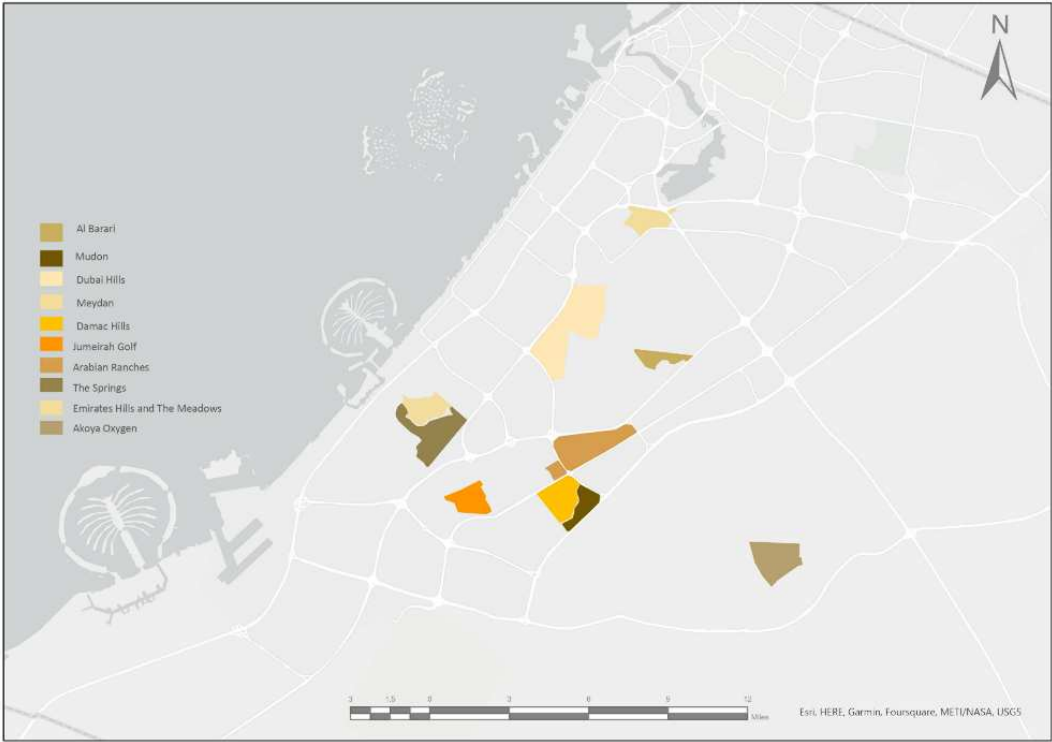 N
Al Barari
Mudon
Dubai Hills
Meydan
Damac Hills
Jumeirah Golf
Arabian Ranches
The Springs
Emirates Hills and The Meadows
Akoya Oxygen
3 1.5 0 3 6 9 12
Miles
Esri, HERE, Garmin, Foursquare, METI/NASA, USGS